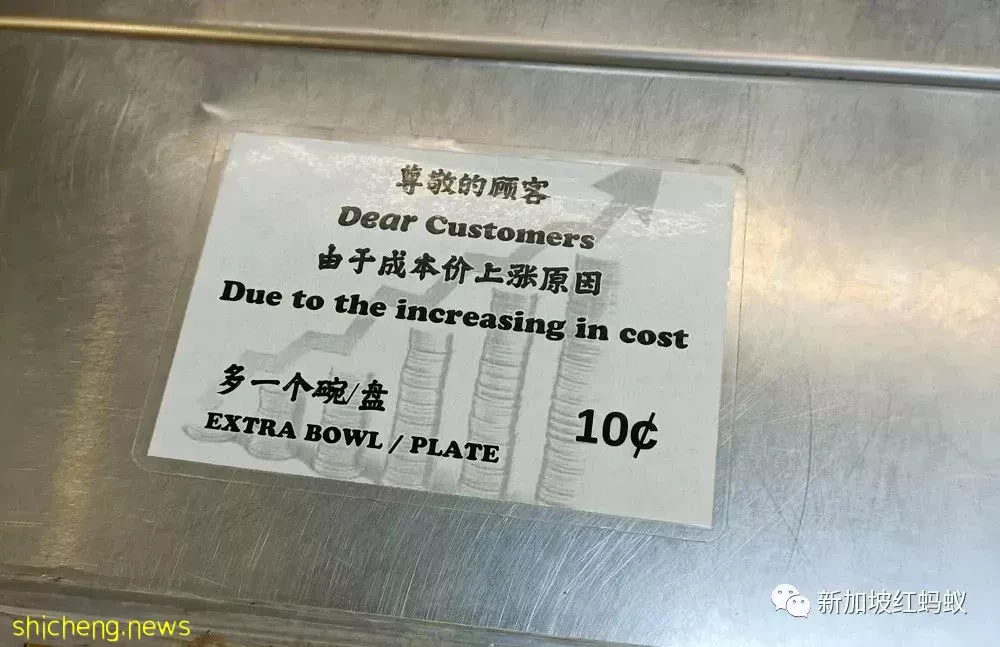 尊敬的顾客
Dear Customers
由于成本价上涨原因
Due to the increasing in cost
多一个碗/盘
EXTRA BOWL / PLATE 10¢
新加坡红蚂蚁
shicheng.news